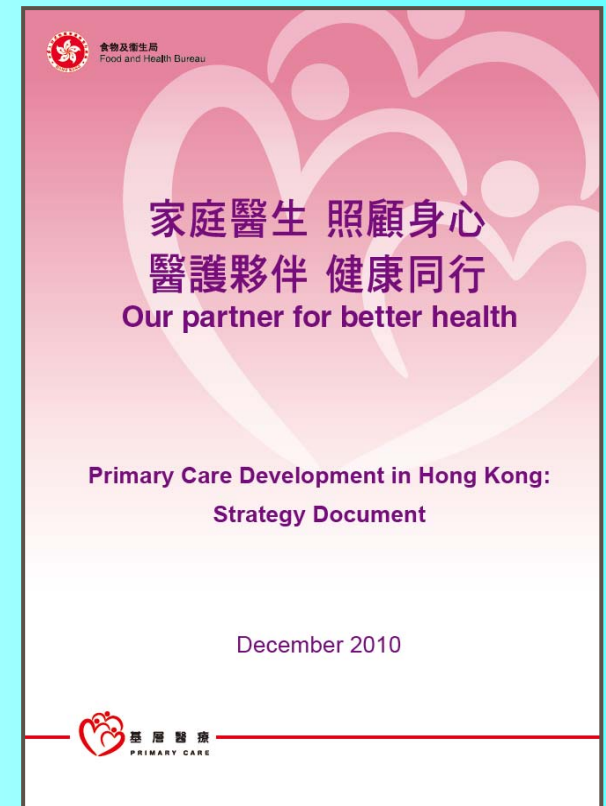 食物及衞生局
Food and Health Bureau
家庭醫生 照顧身心
醫護夥伴 健康同行
Our partner for better health
Primary Care Development in Hong Kong:
Strategy Document
December 2010
基層醫療
PRIMARY CARE